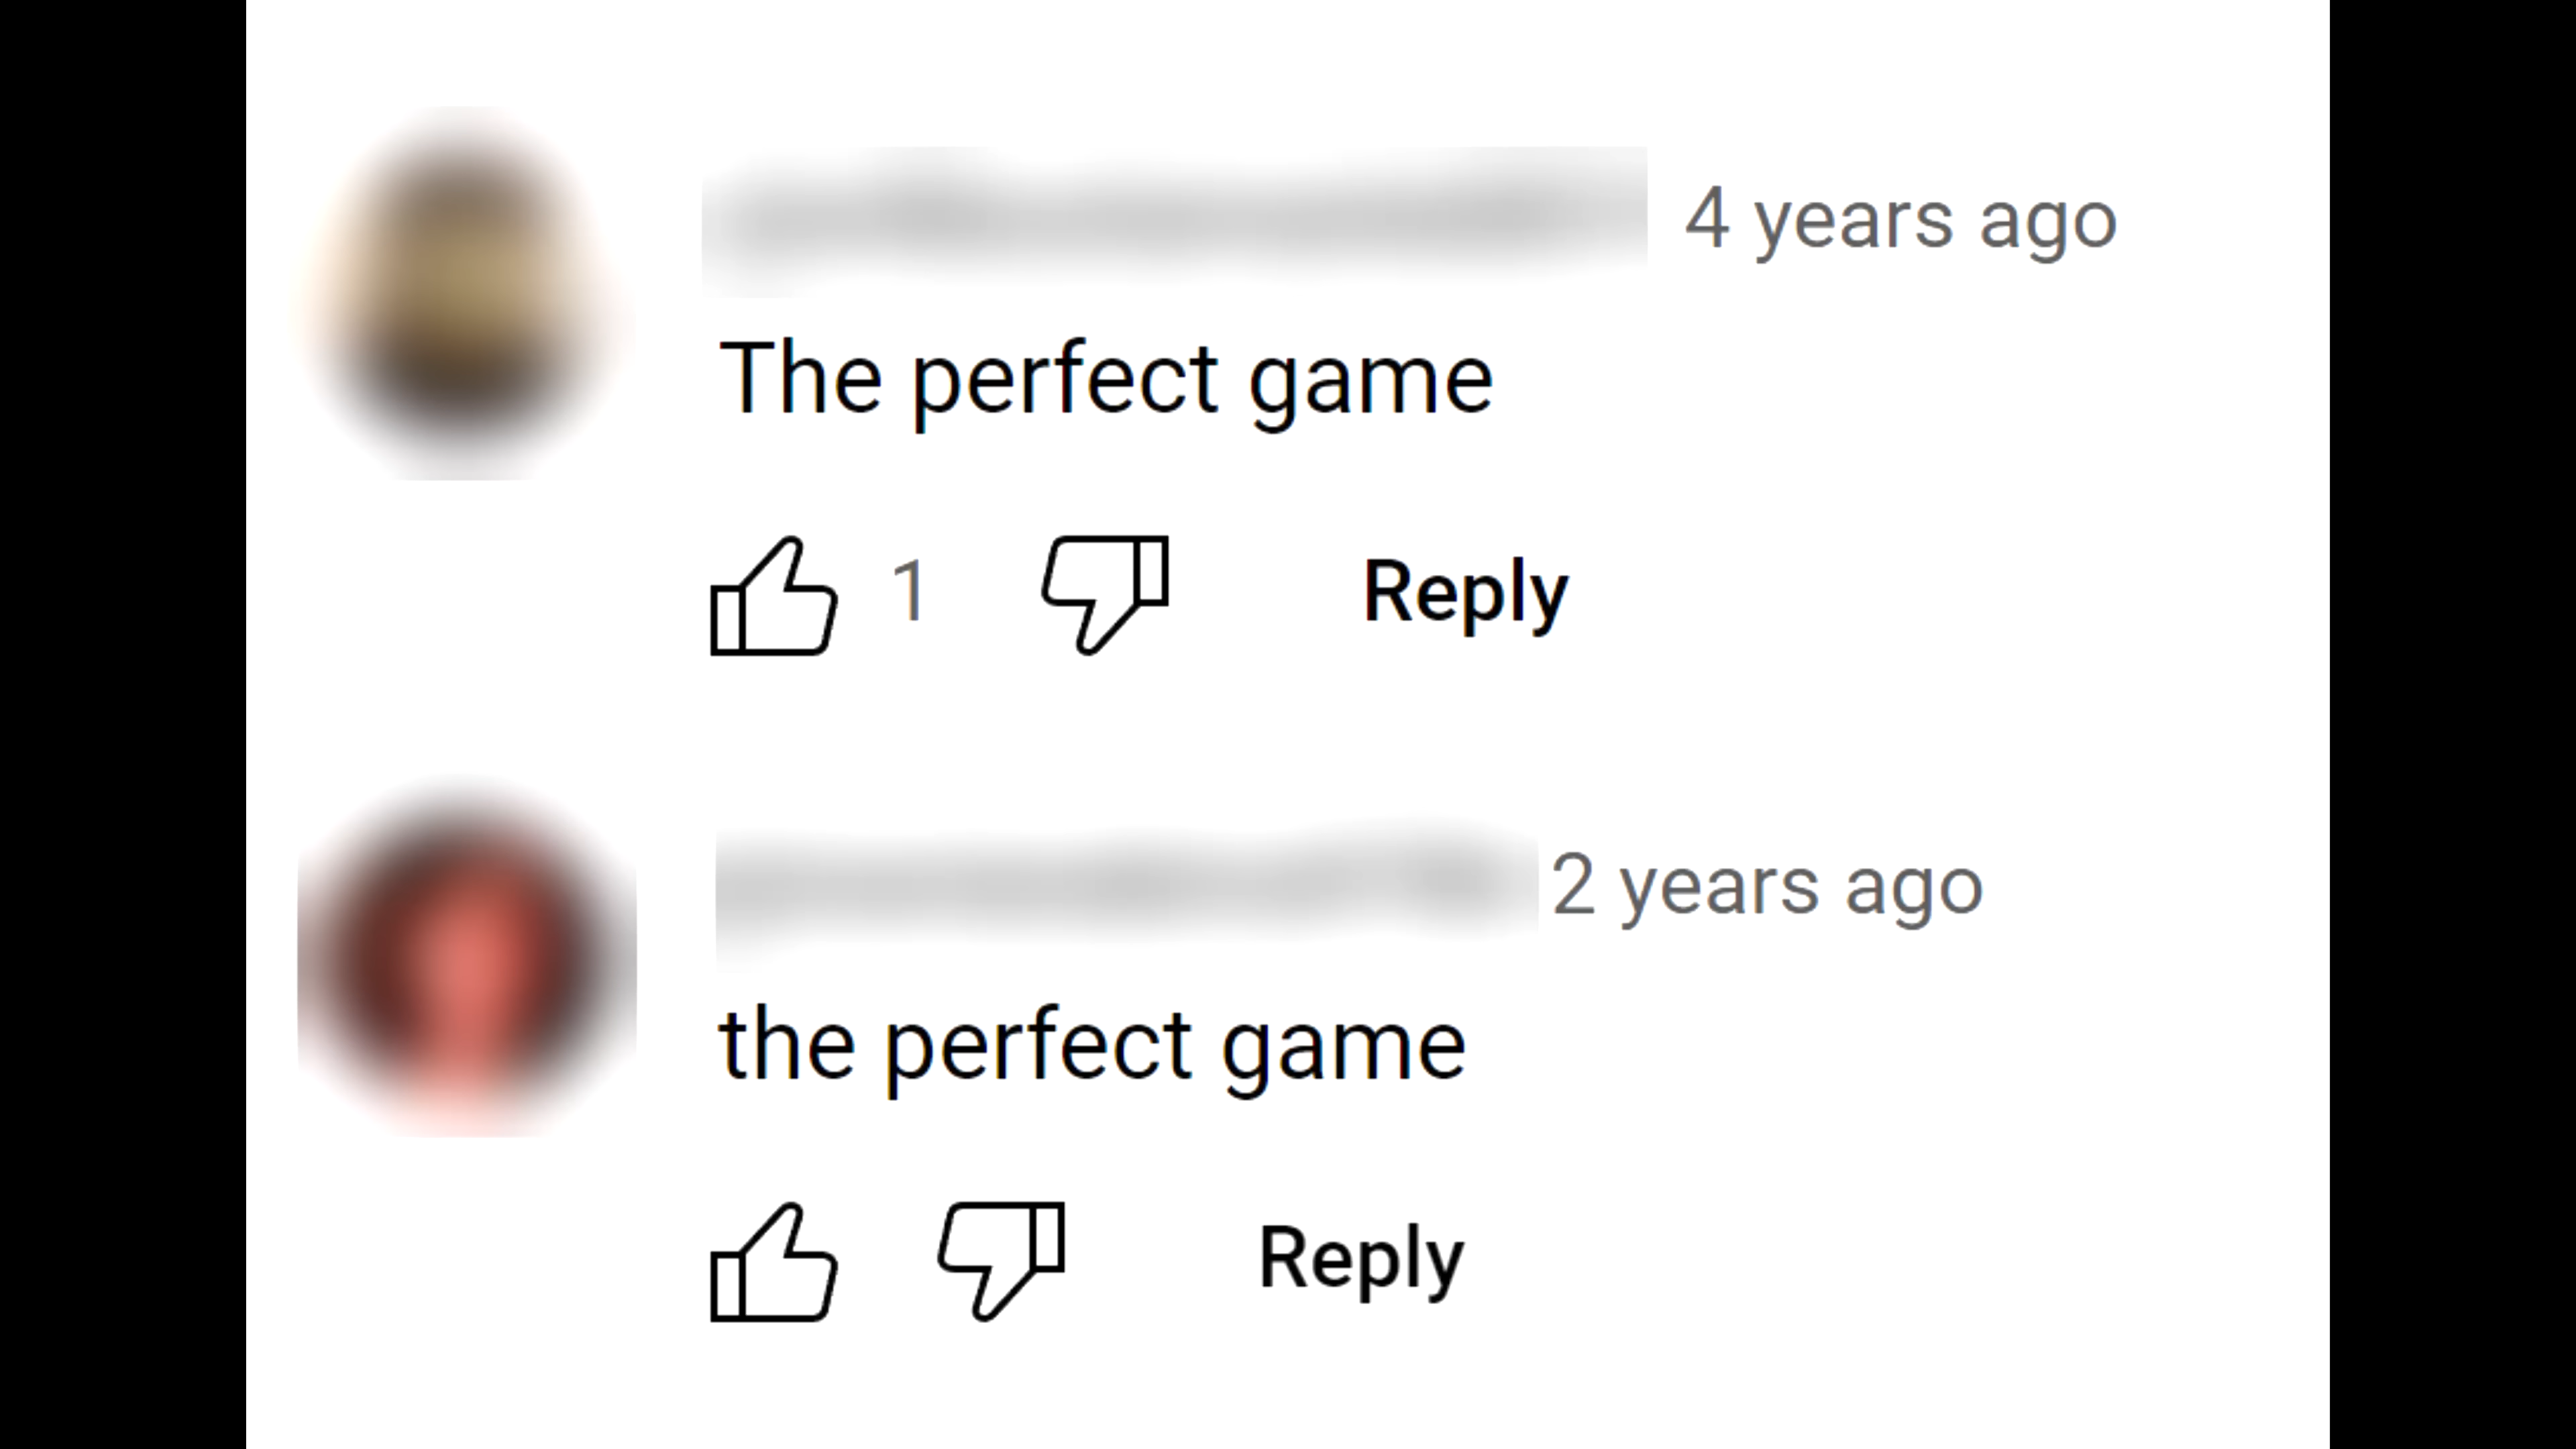 4 years ago
The perfect game
1 Reply
2 years ago
the perfect game
Reply